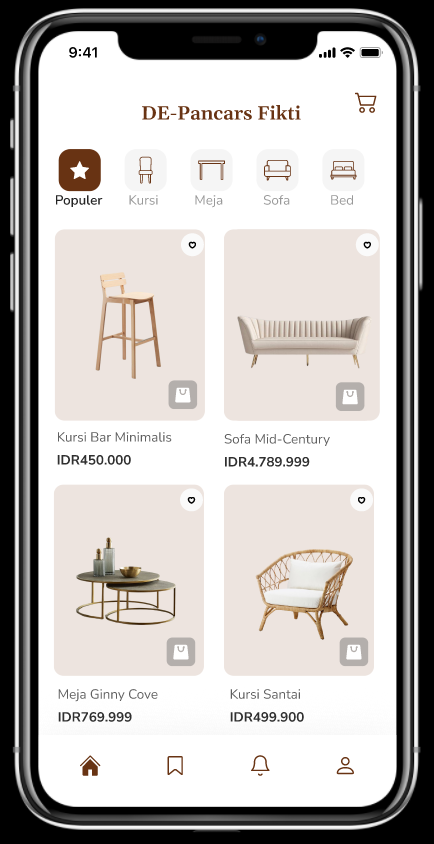 9:41
DE-Pancars Fikti
Populer Kursi Meja Sofa Bed
Kursi Bar Minimalis
IDR450.000
Sofa Mid-Century
IDR4.789.999
Meja Ginny Cove
IDR769.999
Kursi Santai
IDR499.900